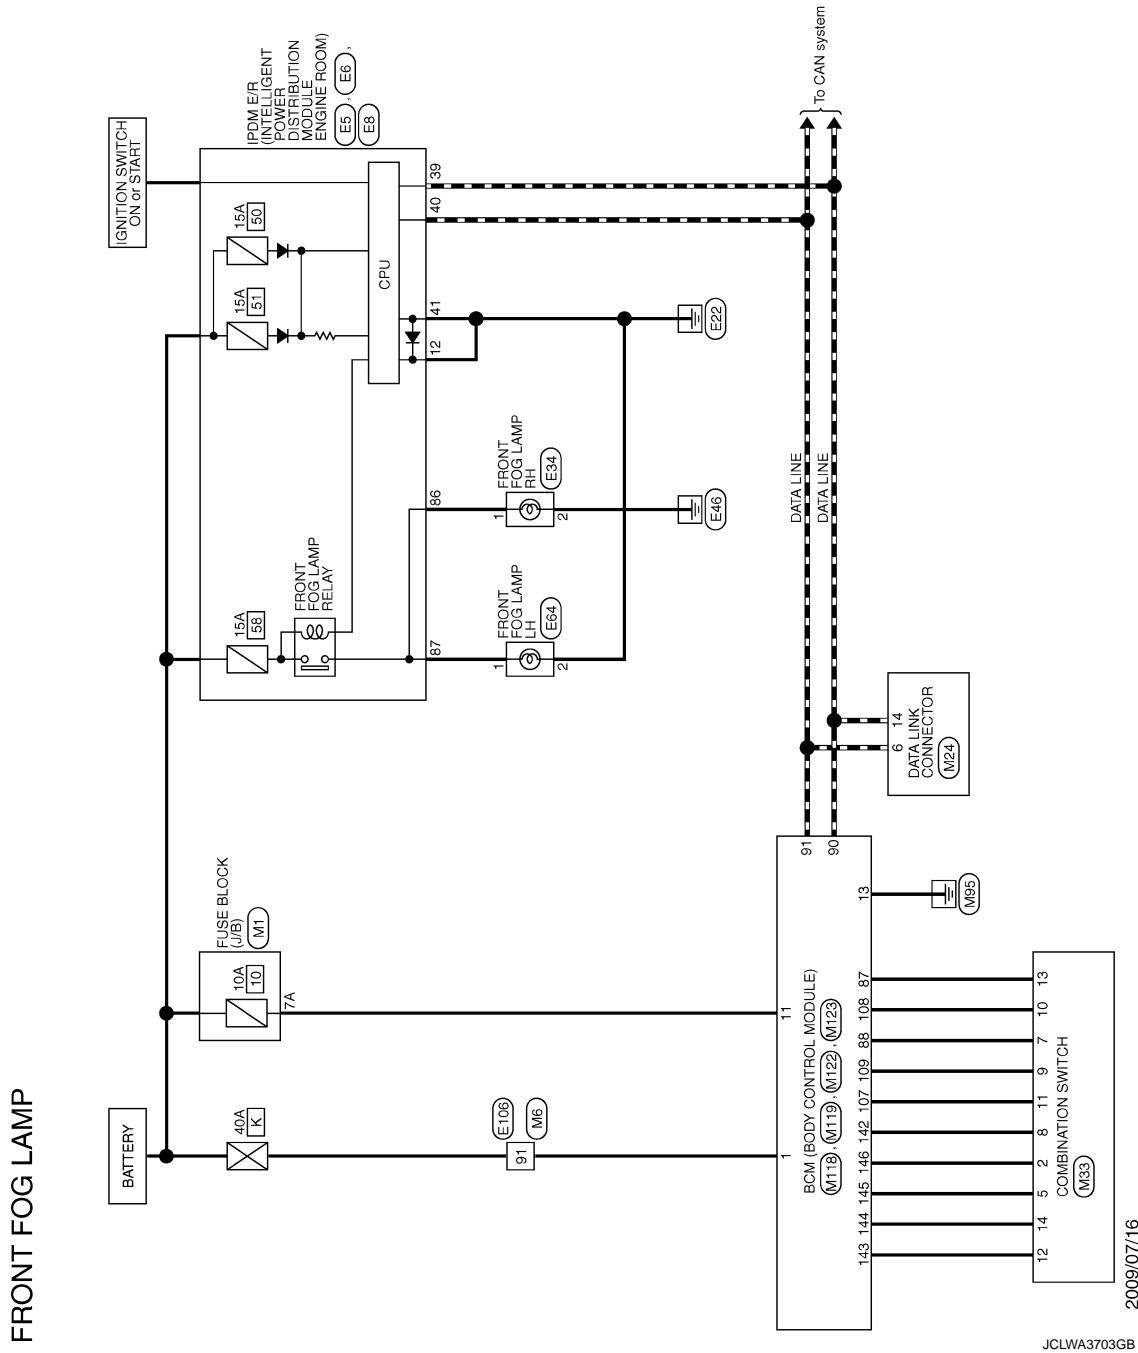 FRONT FOG LAMP
BATTERY
IGNITION SWITCH
ON or START
40A
K
FUSE BLOCK
(J/B)
M1
10A
10
7A
15A
58
15A
51
15A
50
IPDM E/R
(INTELLIGENT
POWER
DISTRIBUTION
MODULE
ENGINE ROOM)
E5 , E6 ,
E8
FRONT
FOG LAMP
RELAY
CPU
87
86
12
41
40
39
E106
M6
91
FRONT
FOG LAMP
LH
E64
1
2
FRONT
FOG LAMP
RH
E34
1
2
E46
E22
To CAN system
DATA LINE
DATA LINE
1
11
BCM (BODY CONTROL MODULE)
M118 , M119 , M122 , M123
91
90
13
M95
6
14
DATA LINK
CONNECTOR
M24
143
144
145
146
142
107
109
88
108
87
12
14
5
2
8
11
9
7
10
13
COMBINATION SWITCH
M33
2009/07/16
JCLWA3703GB